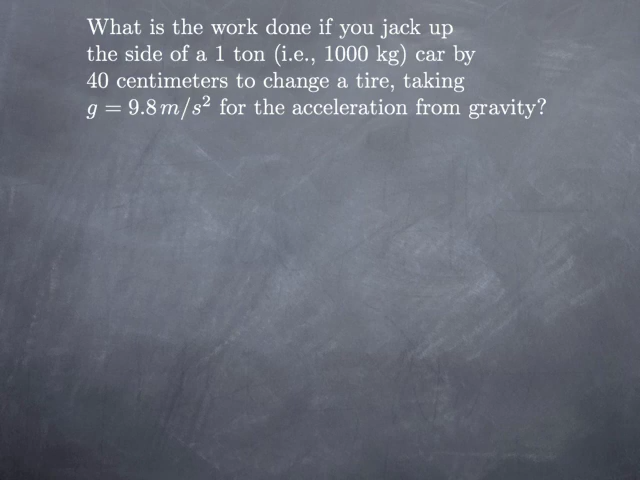 What is the work done if you jack up
the side of a 1 ton (i.e., 1000 kg) car by
40 centimeters to change a tire, taking
g = 9.8 m/s² for the acceleration from gravity?